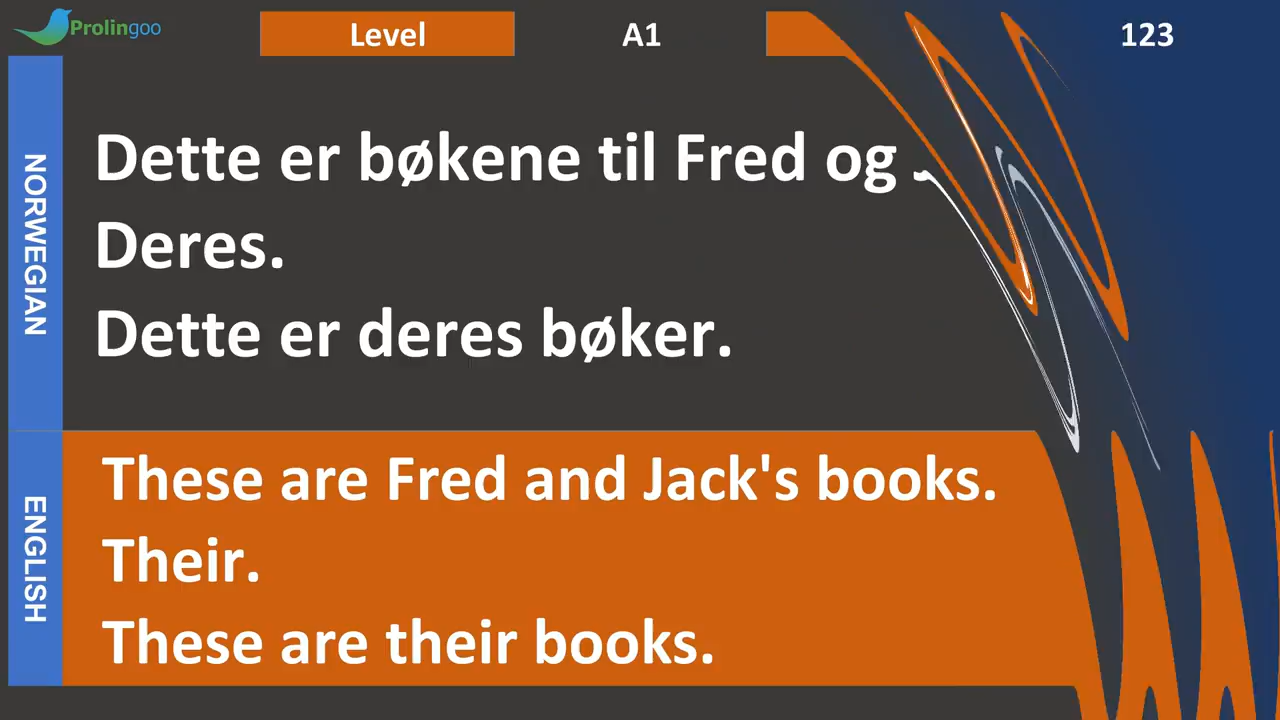 Prolingoo
Level
A1
123
NORWEGIAN
Dette er bøkene til Fred og
Deres.
Dette er deres bøker.
ENGLISH
These are Fred and Jack's books.
Their.
These are their books.